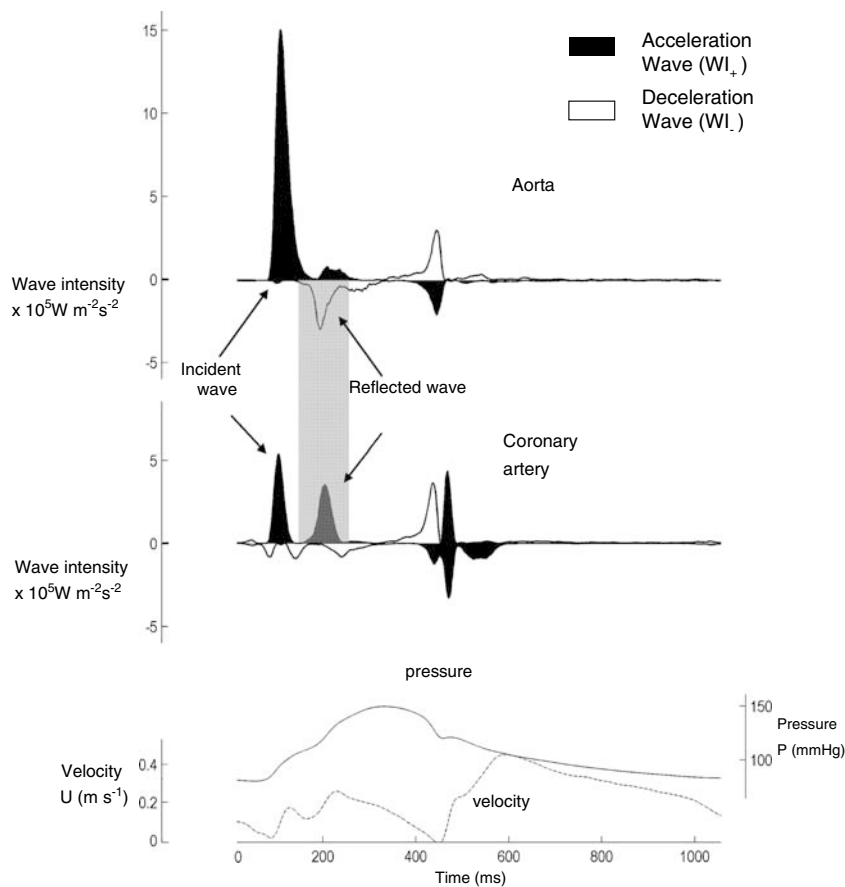 15
10
5
0
-5
Acceleration
Wave (WI₊)
Deceleration
Wave (WI₋)
Aorta
Wave intensity
x 10⁵W m⁻²s⁻²
Incident
wave
Reflected wave
5
0
-5
Coronary
artery
Wave intensity
x 10⁵W m⁻²s⁻²
pressure
150
100
Pressure
P (mmHg)
Velocity
U (m s⁻¹)
0.4
0.2
0
velocity
0 200 400 600 800 1000
Time (ms)